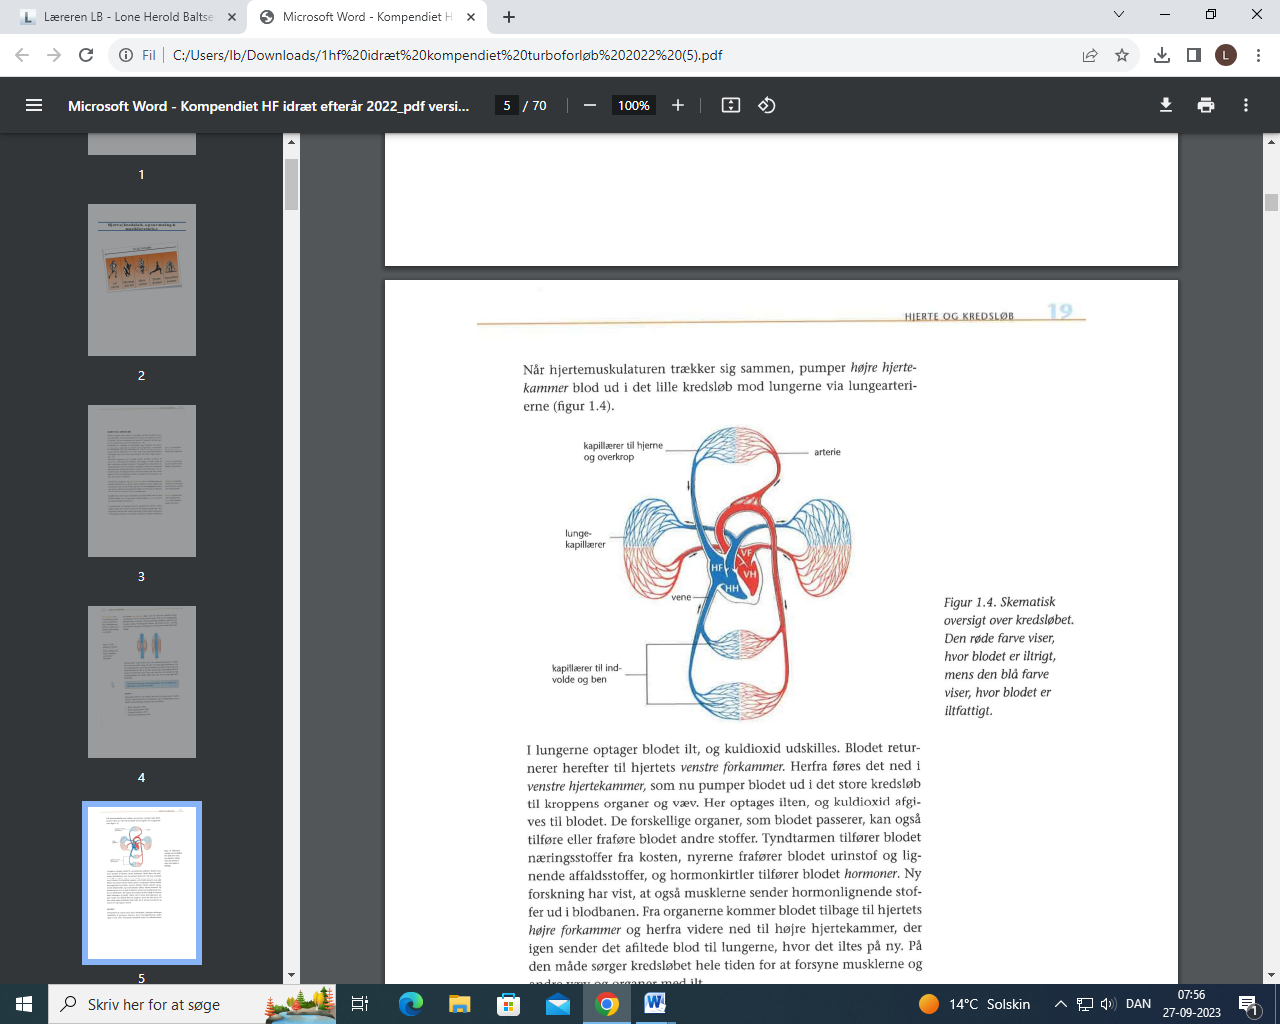 Læreren LB - Lone Herold Baltse
Microsoft Word - Kompendiet H
Fil
C:/Users/lb/Downloads/1hf%20idræt%20kompendiet%20turboforløb%202022%20(5).pdf
L
Microsoft Word - Kompendiet HF idræt efterår 2022_pdf versi...
5 / 70
100%
1
2
3
4
5
HJERTE OG KREDSLØB 19
Når hjertemuskulaturen trækker sig sammen, pumper højre hjerte-
kammer blod ud i det lille kredsløb mod lungerne via lungearteri-
erne (figur 1.4).
kapillærer til hjerne
og overkrop
arterie
lunge-
kapillærer
VF
HF
VH
HH
vene
kapillærer til ind-
volde og ben
Figur 1.4. Skematisk
oversigt over kredsløbet.
Den røde farve viser,
hvor blodet er iltrigt,
mens den blå farve
viser, hvor blodet er
iltfattigt.
I lungerne optager blodet ilt, og kuldioxid udskilles. Blodet retur-
nerer herefter til hjertets venstre forkammer. Herfra føres det ned i
venstre hjertekammer, som nu pumper blodet ud i det store kredsløb
til kroppens organer og væv. Her optages ilten, og kuldioxid afgi-
ves til blodet. De forskellige organer, som blodet passerer, kan også
tilføre eller fraføre blodet andre stoffer. Tyndtarmen tilfører blodet
næringsstoffer fra kosten, nyrerne frafører blodet urinstof og lig-
nende affaldsstoffer, og hormonkirtler tilfører blodet hormoner. Ny
forskning har vist, at også musklerne sender hormonlignende stof-
fer ud i blodbanen. Fra organerne kommer blodet tilbage til hjertets
højre forkammer og herfra videre ned til højre hjertekammer, der
igen sender det afiltede blod til lungerne, hvor det iltes på ny. På
den måde sørger kredsløbet hele tiden for at forsyne musklerne og
andre væv og organer med ilt.
Skriv her for at søge
14°C Solskin
DAN
07:56
27-09-2023
1